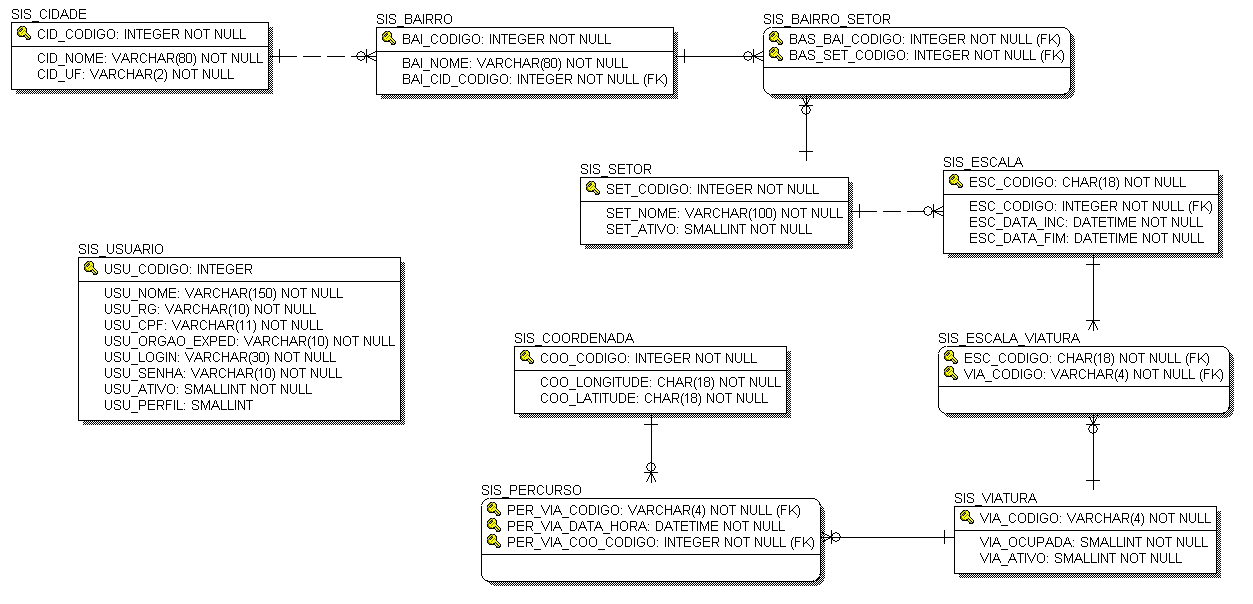 SIS_CIDADE
CID_CODIGO: INTEGER NOT NULL
CID_NOME: VARCHAR(80) NOT NULL
CID_UF: VARCHAR(2) NOT NULL
SIS_BAIRRO
BAI_CODIGO: INTEGER NOT NULL
BAI_NOME: VARCHAR(80) NOT NULL
BAI_CID_CODIGO: INTEGER NOT NULL (FK)
SIS_BAIRRO_SETOR
BAS_BAI_CODIGO: INTEGER NOT NULL (FK)
BAS_SET_CODIGO: INTEGER NOT NULL (FK)
SIS_SETOR
SET_CODIGO: INTEGER NOT NULL
SET_NOME: VARCHAR(100) NOT NULL
SET_ATIVO: SMALLINT NOT NULL
SIS_ESCALA
ESC_CODIGO: CHAR(18) NOT NULL
ESC_CODIGO: INTEGER NOT NULL (FK)
ESC_DATA_INC: DATETIME NOT NULL
ESC_DATA_FIM: DATETIME NOT NULL
SIS_USUARIO
USU_CODIGO: INTEGER
USU_NOME: VARCHAR(150) NOT NULL
USU_RG: VARCHAR(10) NOT NULL
USU_CPF: VARCHAR(11) NOT NULL
USU_ORGAO_EXPED: VARCHAR(10) NOT NULL
USU_LOGIN: VARCHAR(30) NOT NULL
USU_SENHA: VARCHAR(10) NOT NULL
USU_ATIVO: SMALLINT NOT NULL
USU_PERFIL: SMALLINT
SIS_COORDENADA
COO_CODIGO: INTEGER NOT NULL
COO_LONGITUDE: CHAR(18) NOT NULL
COO_LATITUDE: CHAR(18) NOT NULL
SIS_ESCALA_VIATURA
ESC_CODIGO: CHAR(18) NOT NULL (FK)
VIA_CODIGO: VARCHAR(4) NOT NULL (FK)
SIS_PERCURSO
PER_VIA_CODIGO: VARCHAR(4) NOT NULL (FK)
PER_VIA_DATA_HORA: DATETIME NOT NULL
PER_VIA_COO_CODIGO: INTEGER NOT NULL (FK)
SIS_VIATURA
VIA_CODIGO: VARCHAR(4) NOT NULL
VIA_OCUPADA: SMALLINT NOT NULL
VIA_ATIVO: SMALLINT NOT NULL